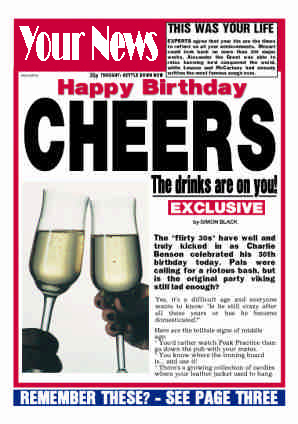 Your News
THIS WAS YOUR LIFE
EXPERTS agree that your 30s are the times
to reflect on all your achievements. Mozart
could look back on more than 200 major
works, Alexander the Great was able to
relax having conquered the world,
while Lennon and McCartney had already
written the most famous songs ever.
25p TONIGHT: SETTLE DOWN NOW
Happy Birthday
CHEERS
The drinks are on you!
EXCLUSIVE
by SIMON BLACK
The "flirty 30s" have well and
truly kicked in as Charlie
Benson celebrated his 30th
birthday today. Pals were
calling for a riotous bash, but
is the original party viking
still lad enough?
Yes, it's a difficult age and everyone
wants to know: "Is he still crazy after
all these years or has he become
domesticated?"
Here are the telltale signs of middle
age
* You'd rather watch Peak Practice than
go down the pub with your mates.
* You know where the ironing board
is... and use it!
* There's a growing collection of cardies
where your leather jacket used to hang.
REMEMBER THESE? - SEE PAGE THREE